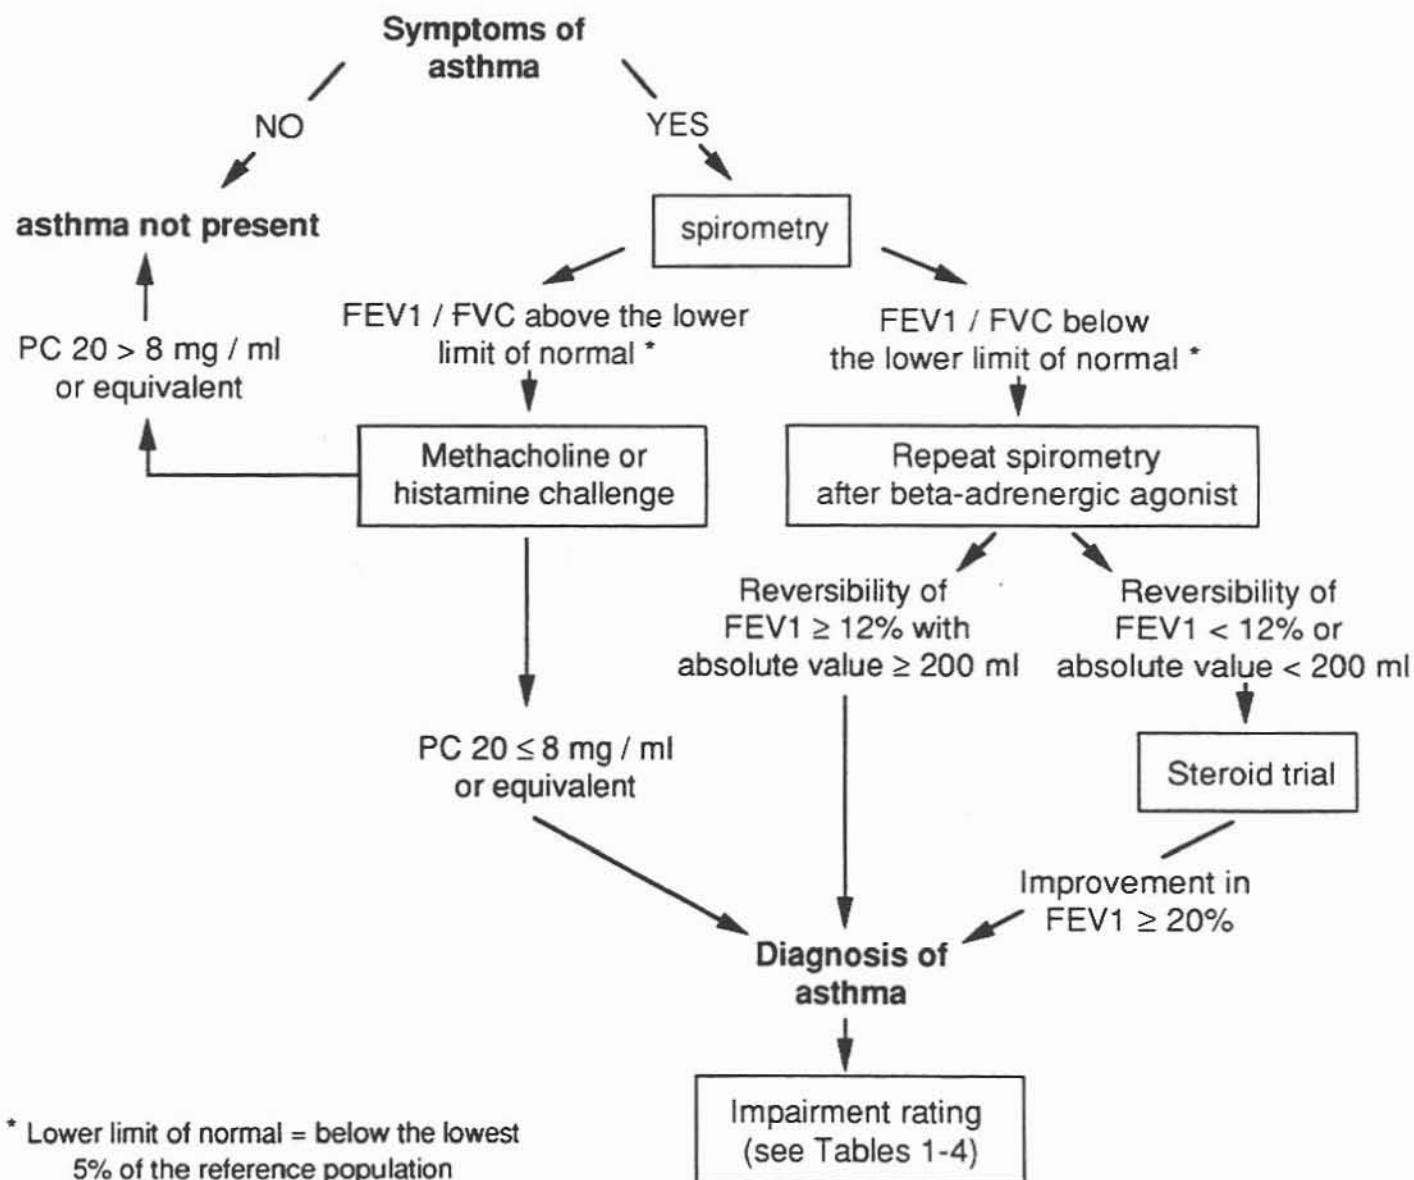 Symptoms of
asthma
NO
YES
asthma not present
spirometry
FEV1 / FVC above the lower
limit of normal *
FEV1 / FVC below
the lower limit of normal *
PC 20 > 8 mg / ml
or equivalent
Methacholine or
histamine challenge
Repeat spirometry
after beta-adrenergic agonist
Reversibility of
FEV1 ≥ 12% with
absolute value ≥ 200 ml
Reversibility of
FEV1 < 12% or
absolute value < 200 ml
PC 20 ≤ 8 mg / ml
or equivalent
Steroid trial
Improvement in
FEV1 ≥ 20%
Diagnosis of
asthma
Impairment rating
(see Tables 1-4)
* Lower limit of normal = below the lowest
5% of the reference population